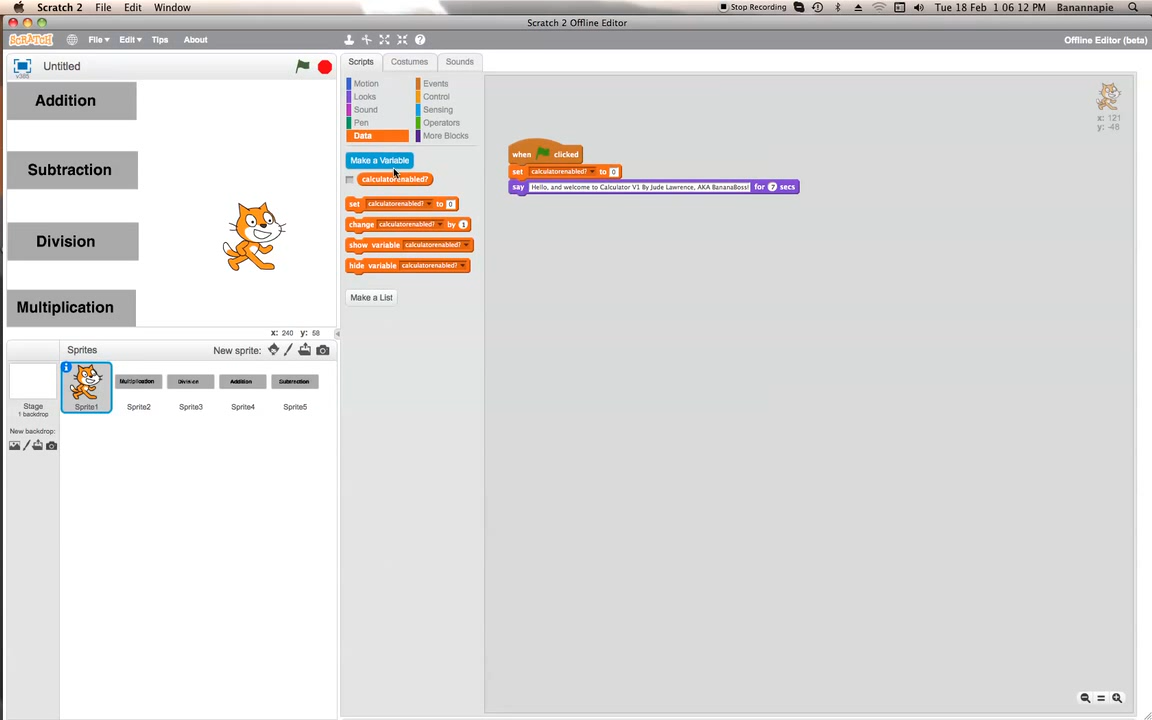 Scratch 2 File Edit Window Stop Recording Tue 18 Feb 1 06 12 PM Banannapie
Scratch 2 Offline Editor
SCRATCH File Edit Tips About Offline Editor (beta)
Untitled
v385
Scripts Costumes Sounds
Addition
Subtraction
Division
Multiplication
x: 240 y: 58
Motion Events
Looks Control
Sound Sensing
Pen Operators
Data More Blocks
Make a Variable
calculatorenabled?
set calculatorenabled? to 0
change calculatorenabled? by 1
show variable calculatorenabled?
hide variable calculatorenabled?
Make a List
when clicked
set calculatorenabled? to 0
say Hello, and welcome to Calculator V1 By Jude Lawrence, AKA BananaBoss! for 7 secs
x: 121
y: -48
Sprites New sprite:
Stage
1 backdrop
New backdrop:
Multiplication Division Addition Subtraction
Sprite1 Sprite2 Sprite3 Sprite4 Sprite5